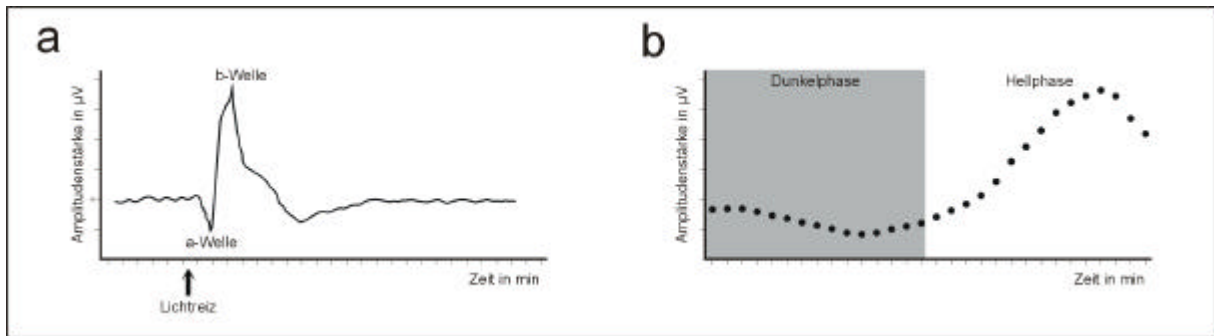 a
b-Welle
Amplitudenstärke in µV
a-Welle
Zeit in min
Lichtreiz
b
Dunkelphase
Hellphase
Amplitudenstärke in µV
Zeit in min